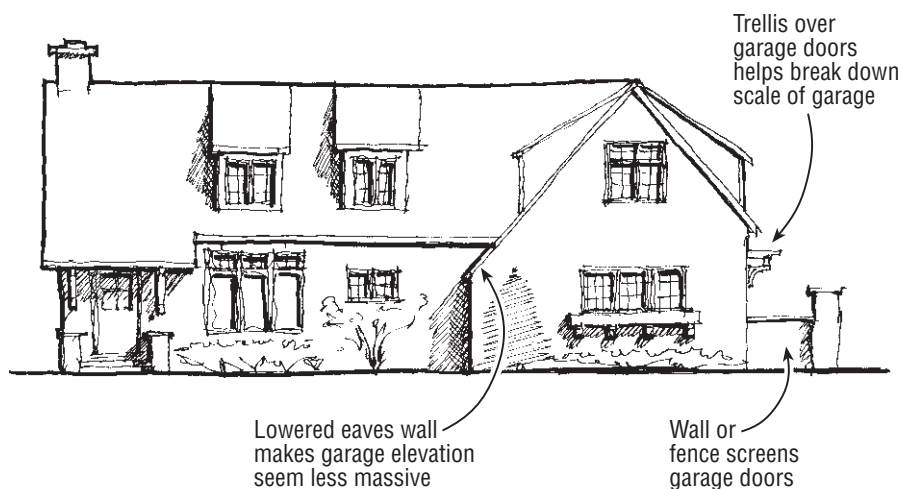 Trellis over
garage doors
helps break down
scale of garage
Lowered eaves wall
makes garage elevation
seem less massive
Wall or
fence screens
garage doors